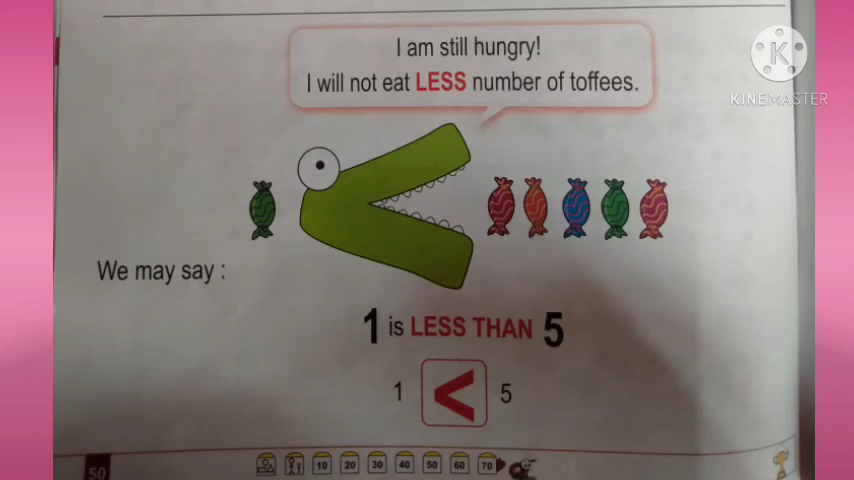 I am still hungry!
I will not eat LESS number of toffees.
K
KINEMASTER
We may say :
1 is LESS THAN 5
1 < 5
50
10 20 30 40 50 60 70